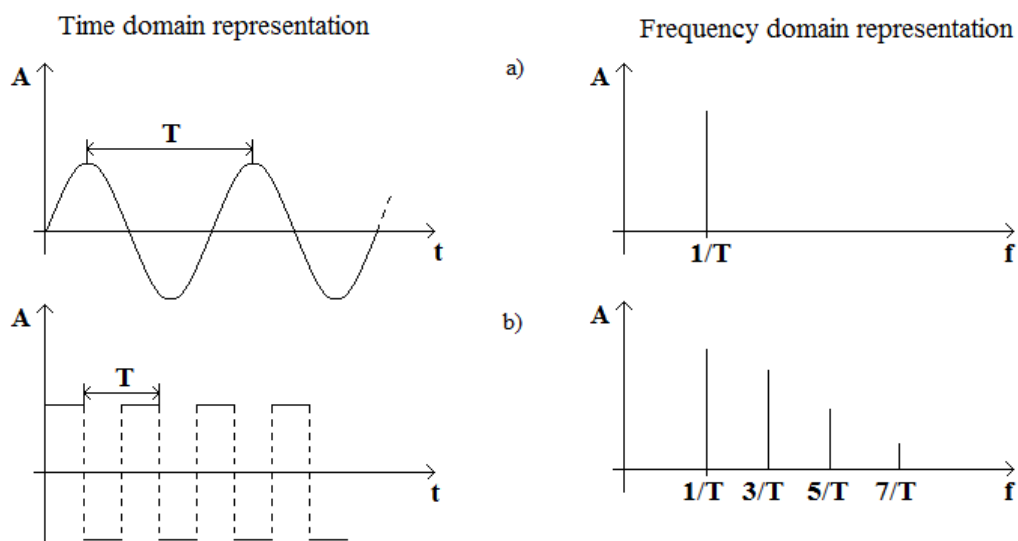 Time domain representation
Frequency domain representation
a)
A
T
t
A
1/T
f
b)
A
T
t
A
1/T 3/T 5/T 7/T
f